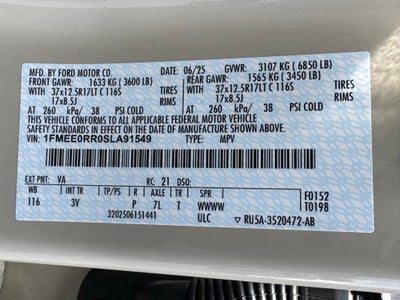 MFD. BY FORD MOTOR CO.
DATE: 06/25 GVWR: 3107 KG ( 6850 LB)
FRONT GAWR: 1633 KG ( 3600 LB) REAR GAWR: 1565 KG ( 3450 LB)
WITH WITH
37x12.5R17LT C 116S TIRES 37x12.5R17LT C 116S TIRES
17x8.5J RIMS 17x8.5J RIMS
AT 260 kPa/ 38 PSI COLD AT 260 kPa/ 38 PSI COLD
THIS VEHICLE CONFORMS TO ALL APPLICABLE FEDERAL MOTOR VEHICLE
SAFETY STANDARDS IN EFFECT ON THE DATE OF MANUFACTURE SHOWN ABOVE.
VIN: 1FMEE0RR0SLA91549 TYPE: MPV
EXT PNT: VA RC: 21 DSO:
WB INT TR TP/PS R AXLE TR SPR F0152
116 3V P 7L T WWWW T0198
3202506151441 ULC RU5A-3520472-AB